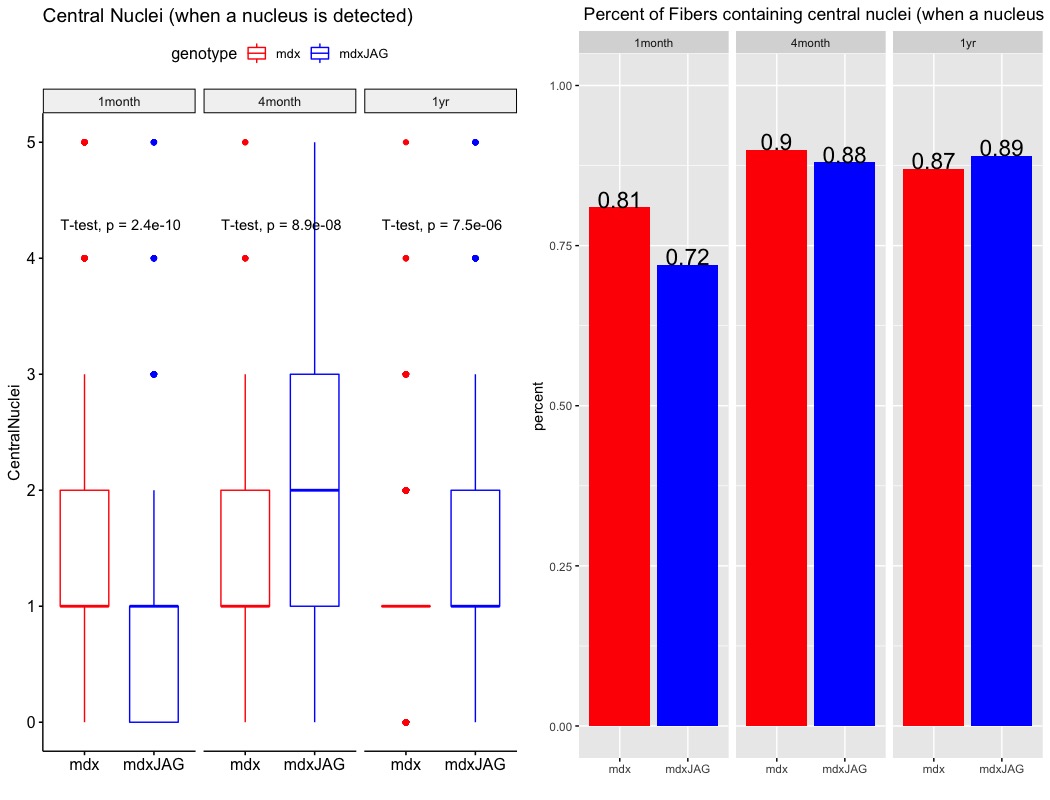 Central Nuclei (when a nucleus is detected)
genotype mdx mdxJAG
1month 4month 1yr
5
T-test, p = 2.4e-10 T-test, p = 8.9e-08 T-test, p = 7.5e-06
4
3
CentralNuclei
2
1
0
mdx mdxJAG mdx mdxJAG mdx mdxJAG
Percent of Fibers containing central nuclei (when a nucleus
1month 4month 1yr
1.00
0.81 0.72 0.9 0.88 0.87 0.89
0.75
percent
0.50
0.25
0.00
mdx mdxJAG mdx mdxJAG mdx mdxJAG